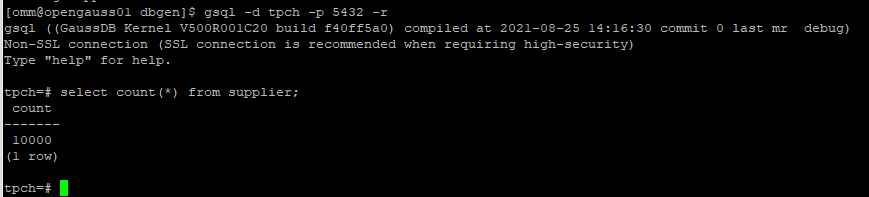 [omm@opengauss01 dbgen]$ gsql -d tpch -p 5432 -r
gsql ((GaussDB Kernel V500R001C20 build f40ff5a0) compiled at 2021-08-25 14:16:30 commit 0 last mr  debug)
Non-SSL connection (SSL connection is recommended when requiring high-security)
Type "help" for help.
tpch=# select count(*) from supplier;
 count
-------
 10000
(1 row)
tpch=#